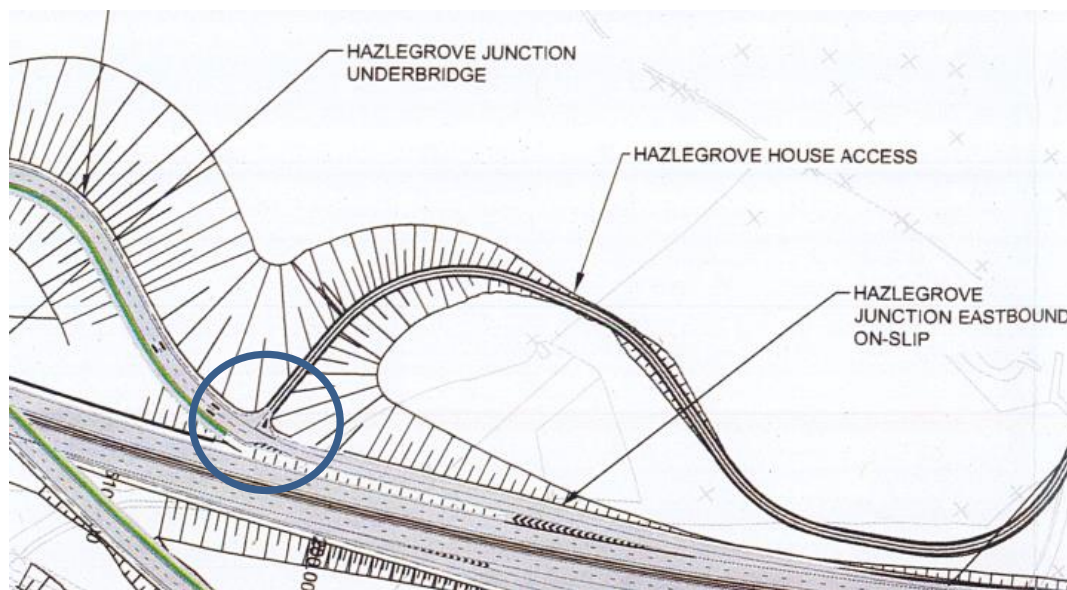 HAZLEGROVE JUNCTION
UNDERBRIDGE
HAZLEGROVE HOUSE ACCESS
HAZLEGROVE
JUNCTION EASTBOUND
ON-SLIP